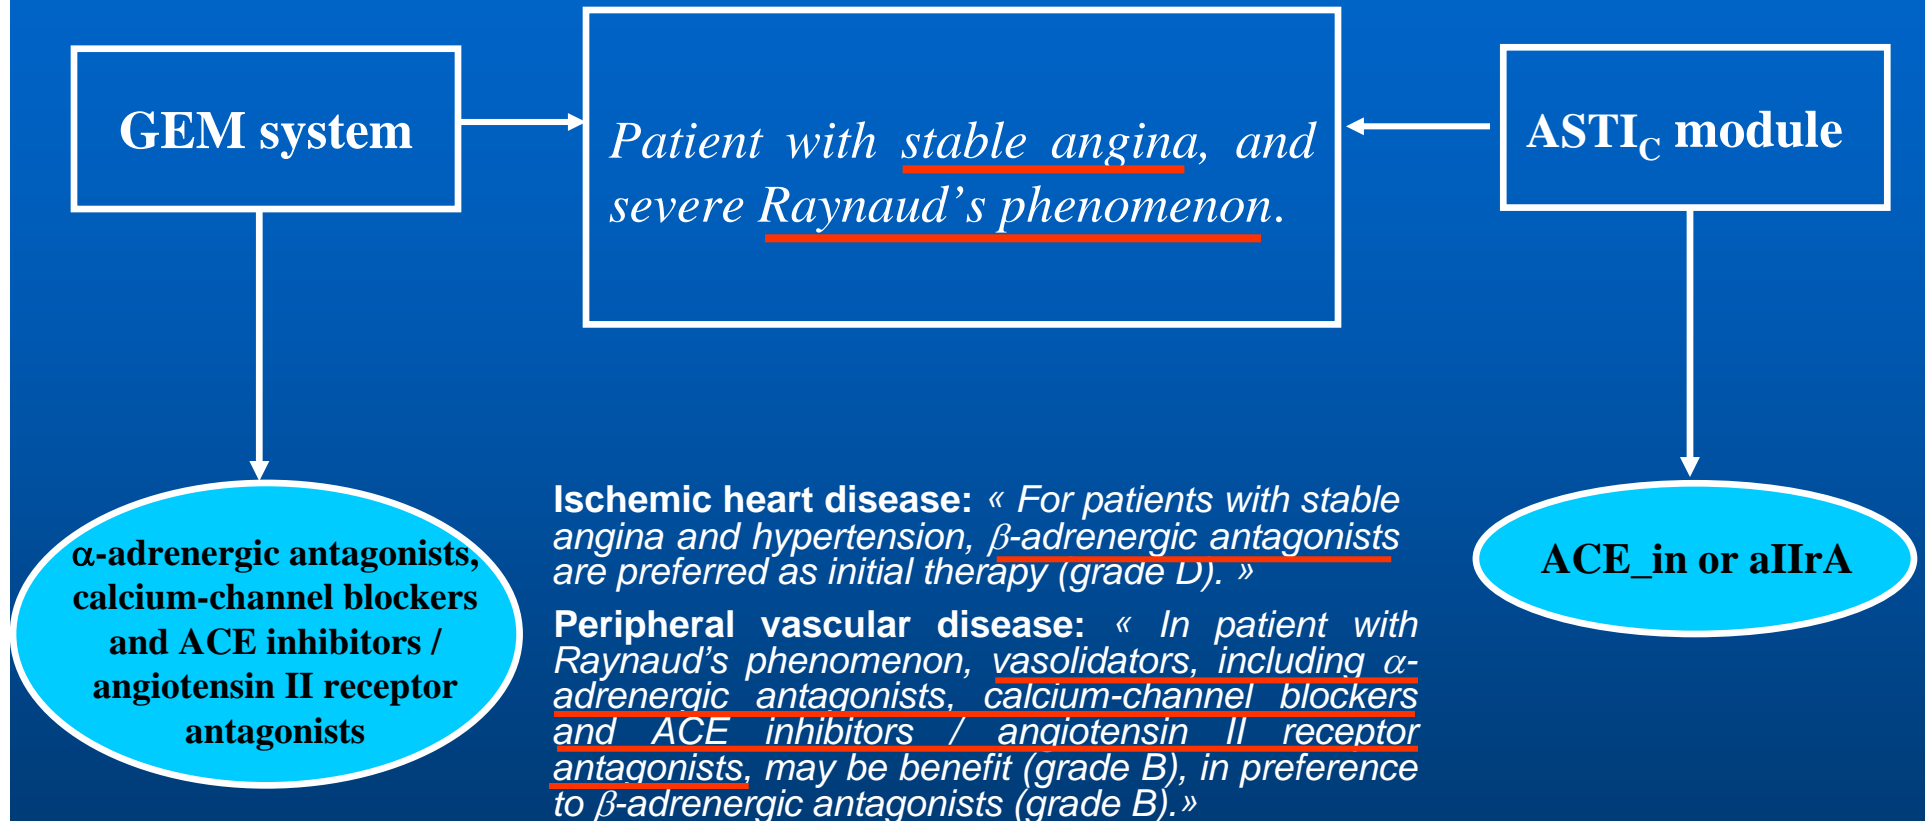 GEM system
Patient with stable angina, and
severe Raynaud’s phenomenon.
ASTIC module
α-adrenergic antagonists,
calcium-channel blockers
and ACE inhibitors /
angiotensin II receptor
antagonists
Ischemic heart disease: « For patients with stable
angina and hypertension, β-adrenergic antagonists
are preferred as initial therapy (grade D). »
Peripheral vascular disease: « In patient with
Raynaud’s phenomenon, vasolidators, including α-
adrenergic antagonists, calcium-channel blockers
and ACE inhibitors / angiotensin II receptor
antagonists, may be benefit (grade B), in preference
to β-adrenergic antagonists (grade B).»
ACE_in or aIIrA